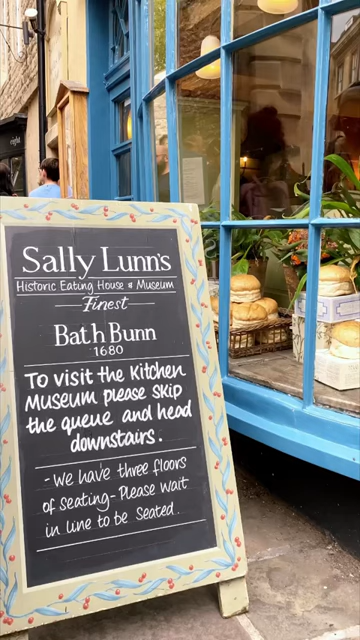 Sally Lunn's
Historic Eating House & Museum
Finest
Bath Bunn
1680
To visit the Kitchen
Museum please skip
the queue and head
downstairs.
- We have three floors
of seating - Please wait
in line to be seated.